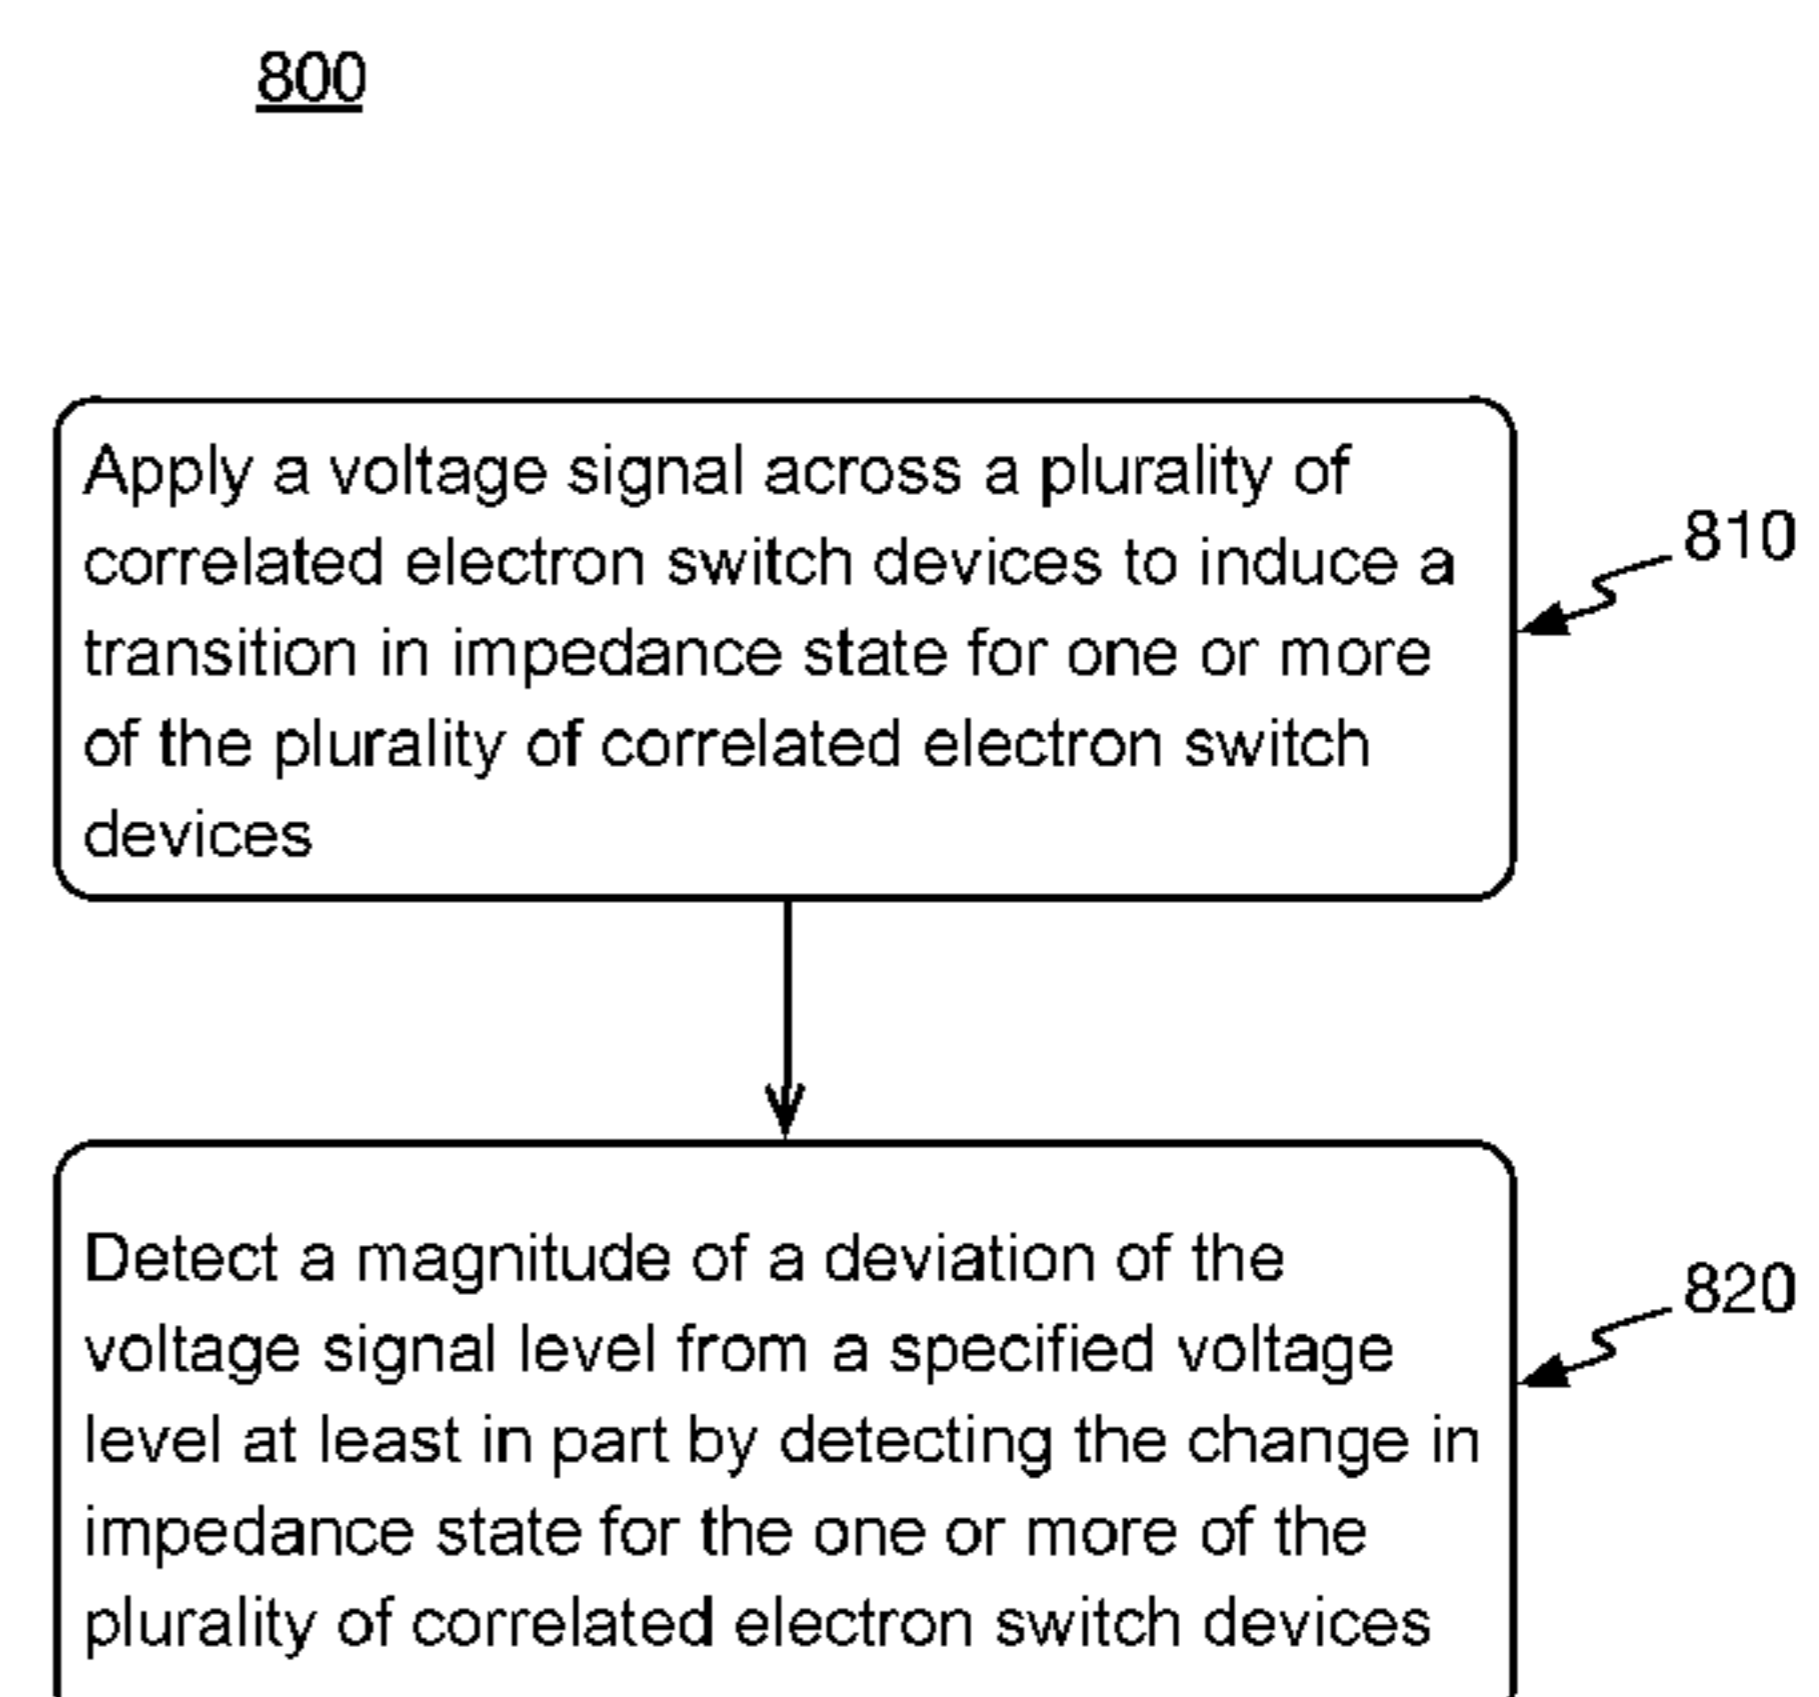 800
Apply a voltage signal across a plurality of
correlated electron switch devices to induce a
transition in impedance state for one or more
of the plurality of correlated electron switch
devices
810
Detect a magnitude of a deviation of the
voltage signal level from a specified voltage
level at least in part by detecting the change in
impedance state for the one or more of the
plurality of correlated electron switch devices
820